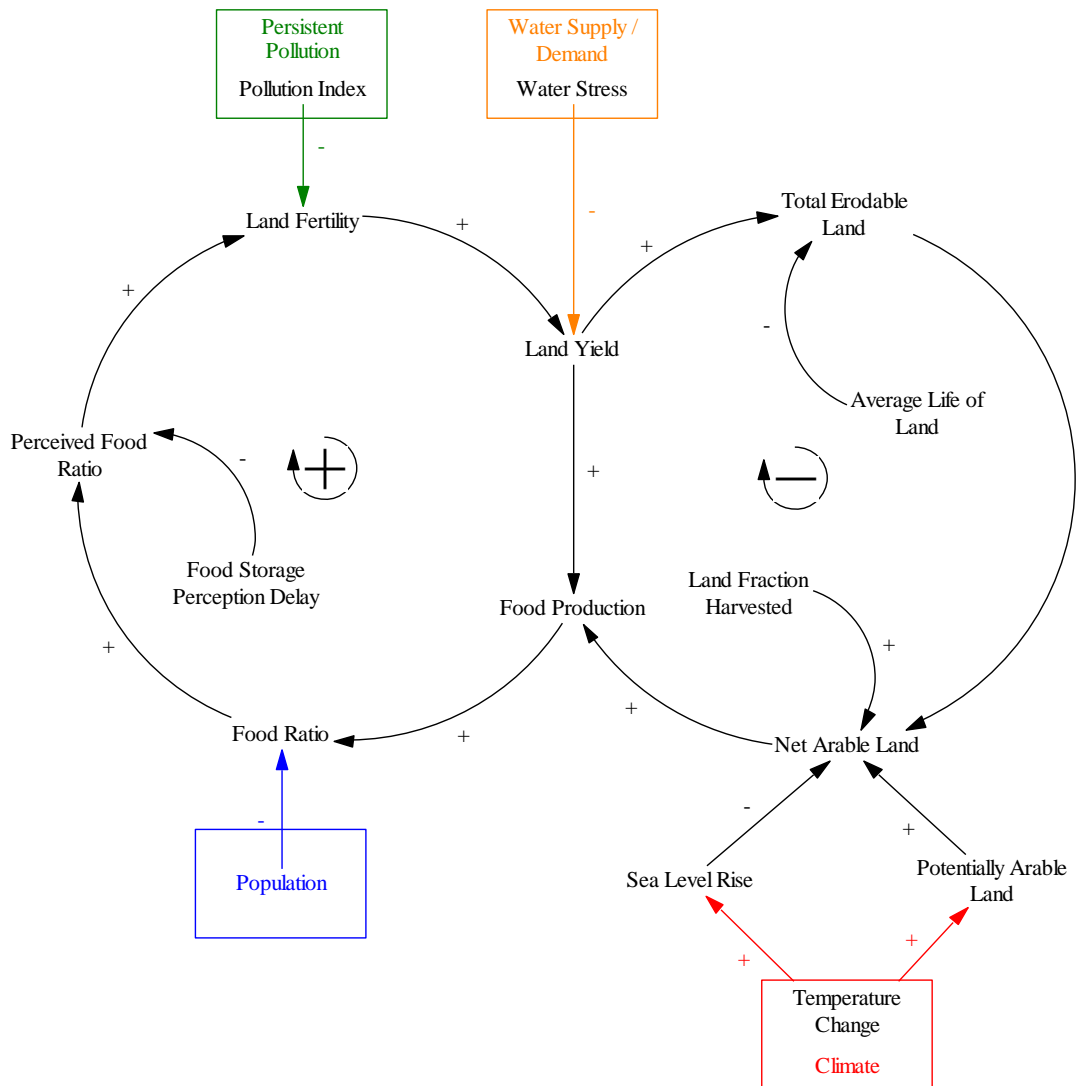 Persistent
Pollution
Pollution Index
Water Supply /
Demand
Water Stress
-
-
Land Fertility
+
+
Total Erodable
Land
+
-
Land Yield
Average Life of
Land
Perceived Food
Ratio
-
+
+
-
Food Storage
Perception Delay
Land Fraction
Harvested
Food Production
+
+
+
+
Food Ratio
Net Arable Land
-
-
+
Population
Sea Level Rise
Potentially Arable
Land
+
+
Temperature
Change
Climate